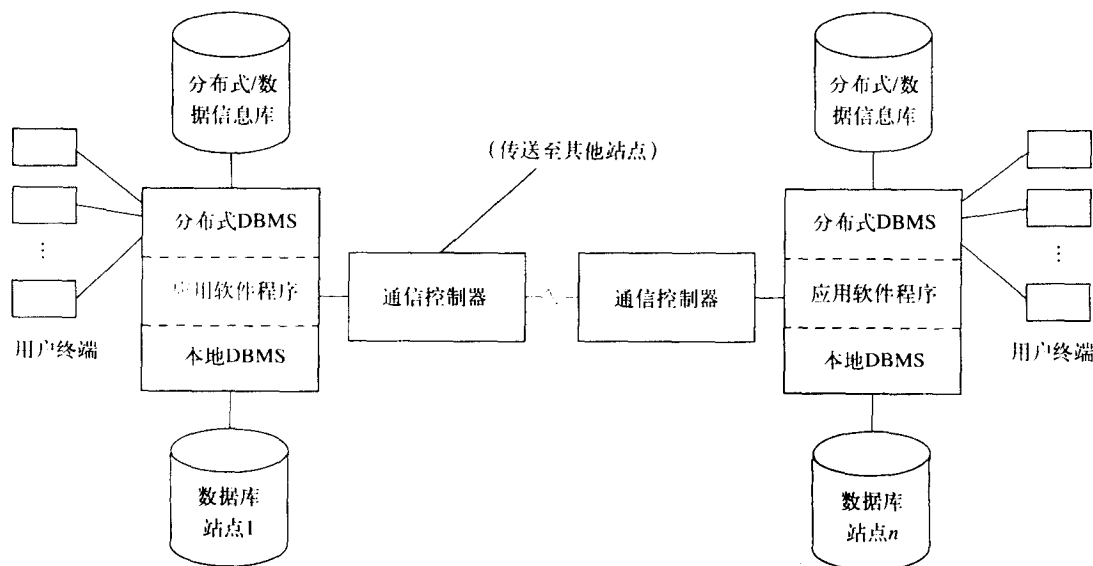 分布式/数
据信息库
分布式/数
据信息库
(传送至其他站点)
分布式DBMS
应用软件程序
本地DBMS
通信控制器
通信控制器
分布式DBMS
应用软件程序
本地DBMS
⋮
用户终端
⋮
用户终端
数据库
站点1
数据库
站点n